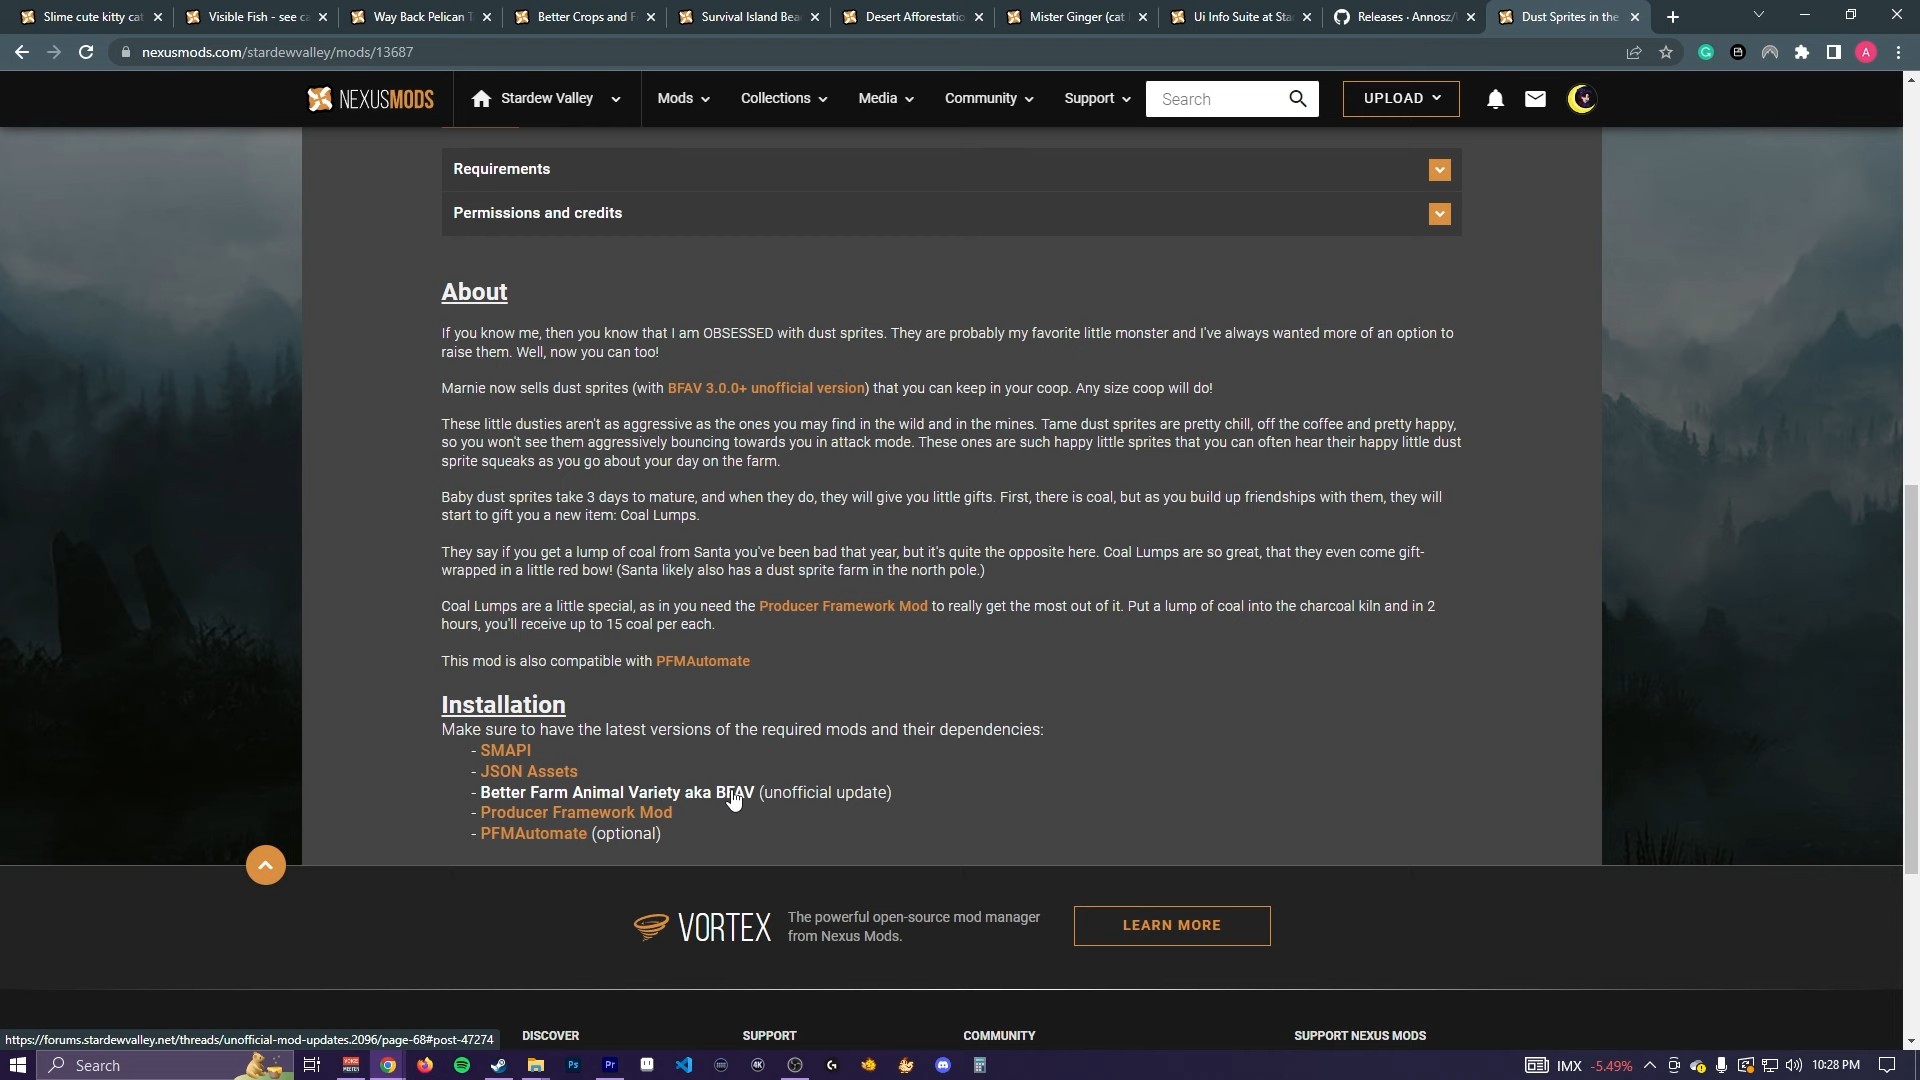 Slime cute kitty cat
Visible Fish - see ca
Way Back Pelican T
Better Crops and F
Survival Island Bea
Desert Afforestatio
Mister Ginger (cat
Ui Info Suite at Sta
Releases · Annosz/
Dust Sprites in the
nexusmods.com/stardewvalley/mods/13687
A
NEXUSMODS
Stardew Valley
Mods
Collections
Media
Community
Support
Search
UPLOAD
Requirements
Permissions and credits
About
If you know me, then you know that I am OBSESSED with dust sprites. They are probably my favorite little monster and I've always wanted more of an option to
raise them. Well, now you can too!
Marnie now sells dust sprites (with BFAV 3.0.0+ unofficial version) that you can keep in your coop. Any size coop will do!
These little dusties aren't as aggressive as the ones you may find in the wild and in the mines. Tame dust sprites are pretty chill, off the coffee and pretty happy,
so you won't see them aggressively bouncing towards you in attack mode. These ones are such happy little sprites that you can often hear their happy little dust
sprite squeaks as you go about your day on the farm.
Baby dust sprites take 3 days to mature, and when they do, they will give you little gifts. First, there is coal, but as you build up friendships with them, they will
start to gift you a new item: Coal Lumps.
They say if you get a lump of coal from Santa you've been bad that year, but it's quite the opposite here. Coal Lumps are so great, that they even come gift-
wrapped in a little red bow! (Santa likely also has a dust sprite farm in the north pole.)
Coal Lumps are a little special, as in you need the Producer Framework Mod to really get the most out of it. Put a lump of coal into the charcoal kiln and in 2
hours, you'll receive up to 15 coal per each.
This mod is also compatible with PFMAutomate
Installation
Make sure to have the latest versions of the required mods and their dependencies:
- SMAPI
- JSON Assets
- Better Farm Animal Variety aka BFAV (unofficial update)
- Producer Framework Mod
- PFMAutomate (optional)
VORTEX
The powerful open-source mod manager
from Nexus Mods.
LEARN MORE
DISCOVER
SUPPORT
COMMUNITY
SUPPORT NEXUS MODS
https://forums.stardewvalley.net/threads/unofficial-mod-updates.2096/page-68#post-47274
Search
Ps
Pr
4K
IMX -5.49%
10:28 PM